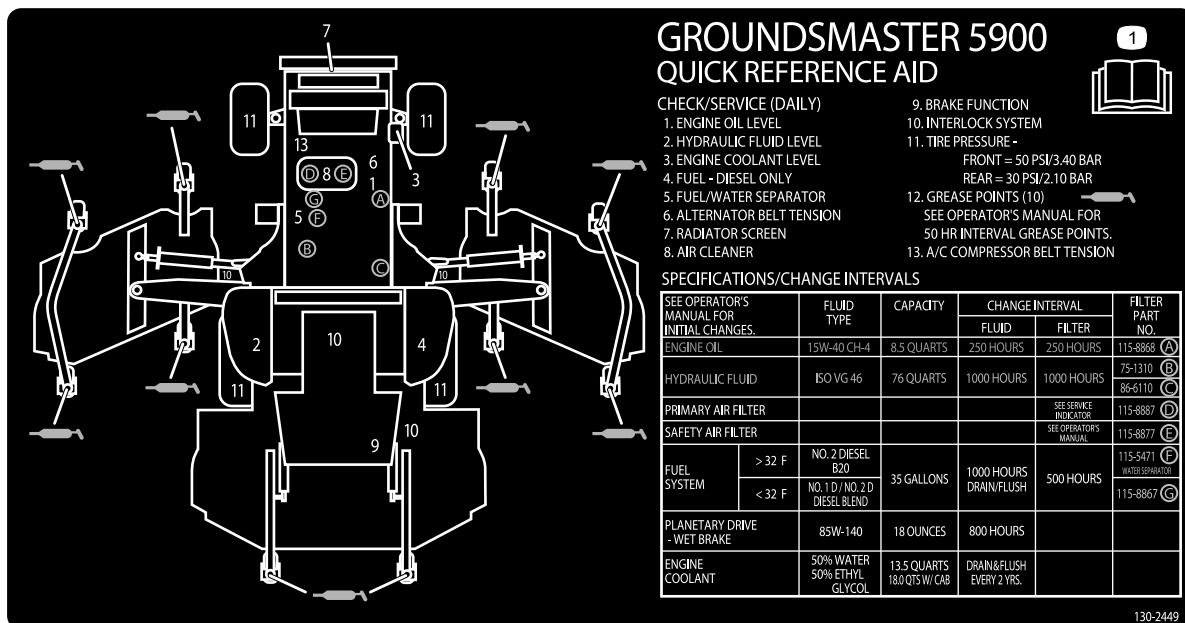 GROUNDSMASTER 5900
QUICK REFERENCE AID
1
CHECK/SERVICE (DAILY)
1. ENGINE OIL LEVEL
2. HYDRAULIC FLUID LEVEL
3. ENGINE COOLANT LEVEL
4. FUEL - DIESEL ONLY
5. FUEL/WATER SEPARATOR
6. ALTERNATOR BELT TENSION
7. RADIATOR SCREEN
8. AIR CLEANER
9. BRAKE FUNCTION
10. INTERLOCK SYSTEM
11. TIRE PRESSURE -
FRONT = 50 PSI/3.40 BAR
REAR = 30 PSI/2.10 BAR
12. GREASE POINTS (10)
SEE OPERATOR'S MANUAL FOR
50 HR INTERVAL GREASE POINTS.
13. A/C COMPRESSOR BELT TENSION
7
11
11
13
6
D 8 E
1
3
G
A
5 F
B
C
10
10
2
10
4
11
11
9
10
SPECIFICATIONS/CHANGE INTERVALS
SEE OPERATOR'S
MANUAL FOR
INITIAL CHANGES.
FLUID
TYPE
CAPACITY
CHANGE INTERVAL
FLUID
FILTER
FILTER
PART
NO.
ENGINE OIL 15W-40 CH-4 8.5 QUARTS 250 HOURS 250 HOURS 115-8868 A
HYDRAULIC FLUID ISO VG 46 76 QUARTS 1000 HOURS 1000 HOURS
75-1310 B
86-6110 C
PRIMARY AIR FILTER
SEE SERVICE
INDICATOR
115-8887 D
SAFETY AIR FILTER
SEE OPERATOR'S
MANUAL
115-8877 E
FUEL
SYSTEM
> 32 F
NO. 2 DIESEL
B20
< 32 F
NO. 1 D / NO. 2 D
DIESEL BLEND
35 GALLONS
1000 HOURS
DRAIN/FLUSH
500 HOURS
115-5471 F
WATER SEPARATOR
115-8867 G
PLANETARY DRIVE
- WET BRAKE
85W-140
18 OUNCES
800 HOURS
ENGINE
COOLANT
50% WATER
50% ETHYL
GLYCOL
13.5 QUARTS
18.0 QTS W/ CAB
DRAIN&FLUSH
EVERY 2 YRS.
130-2449